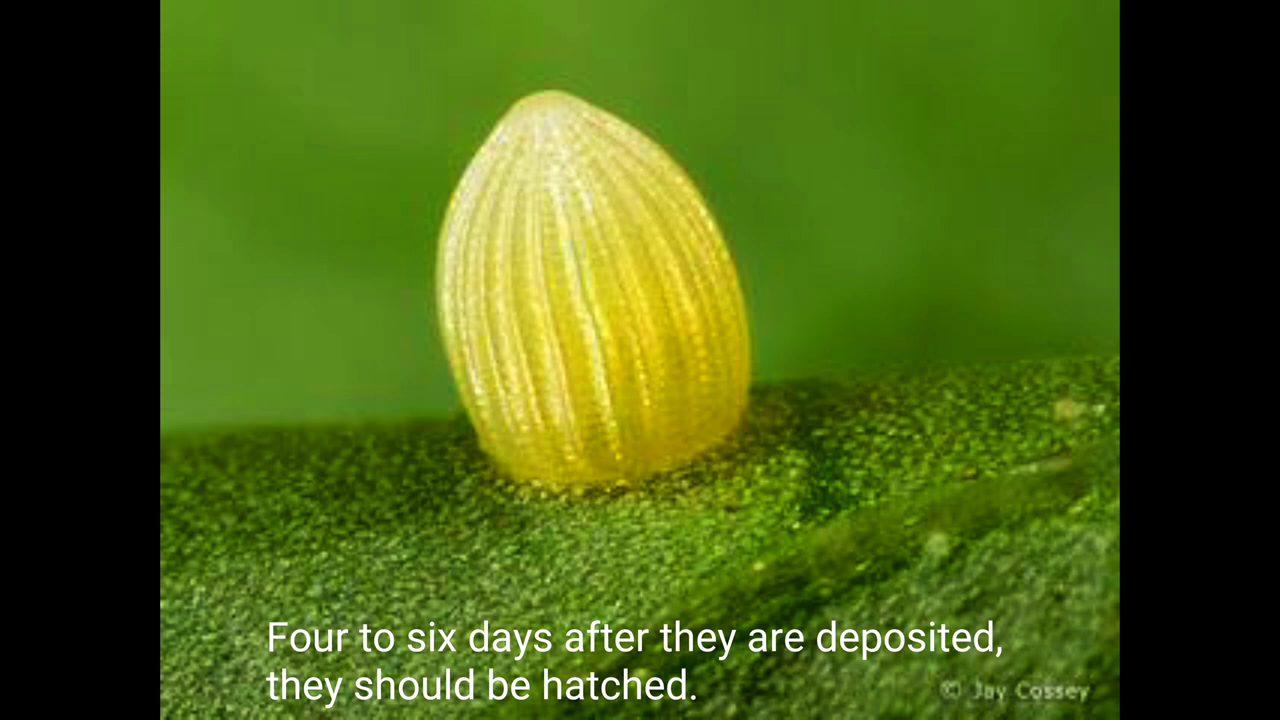 Four to six days after they are deposited,
they should be hatched.
© Jay Cossey